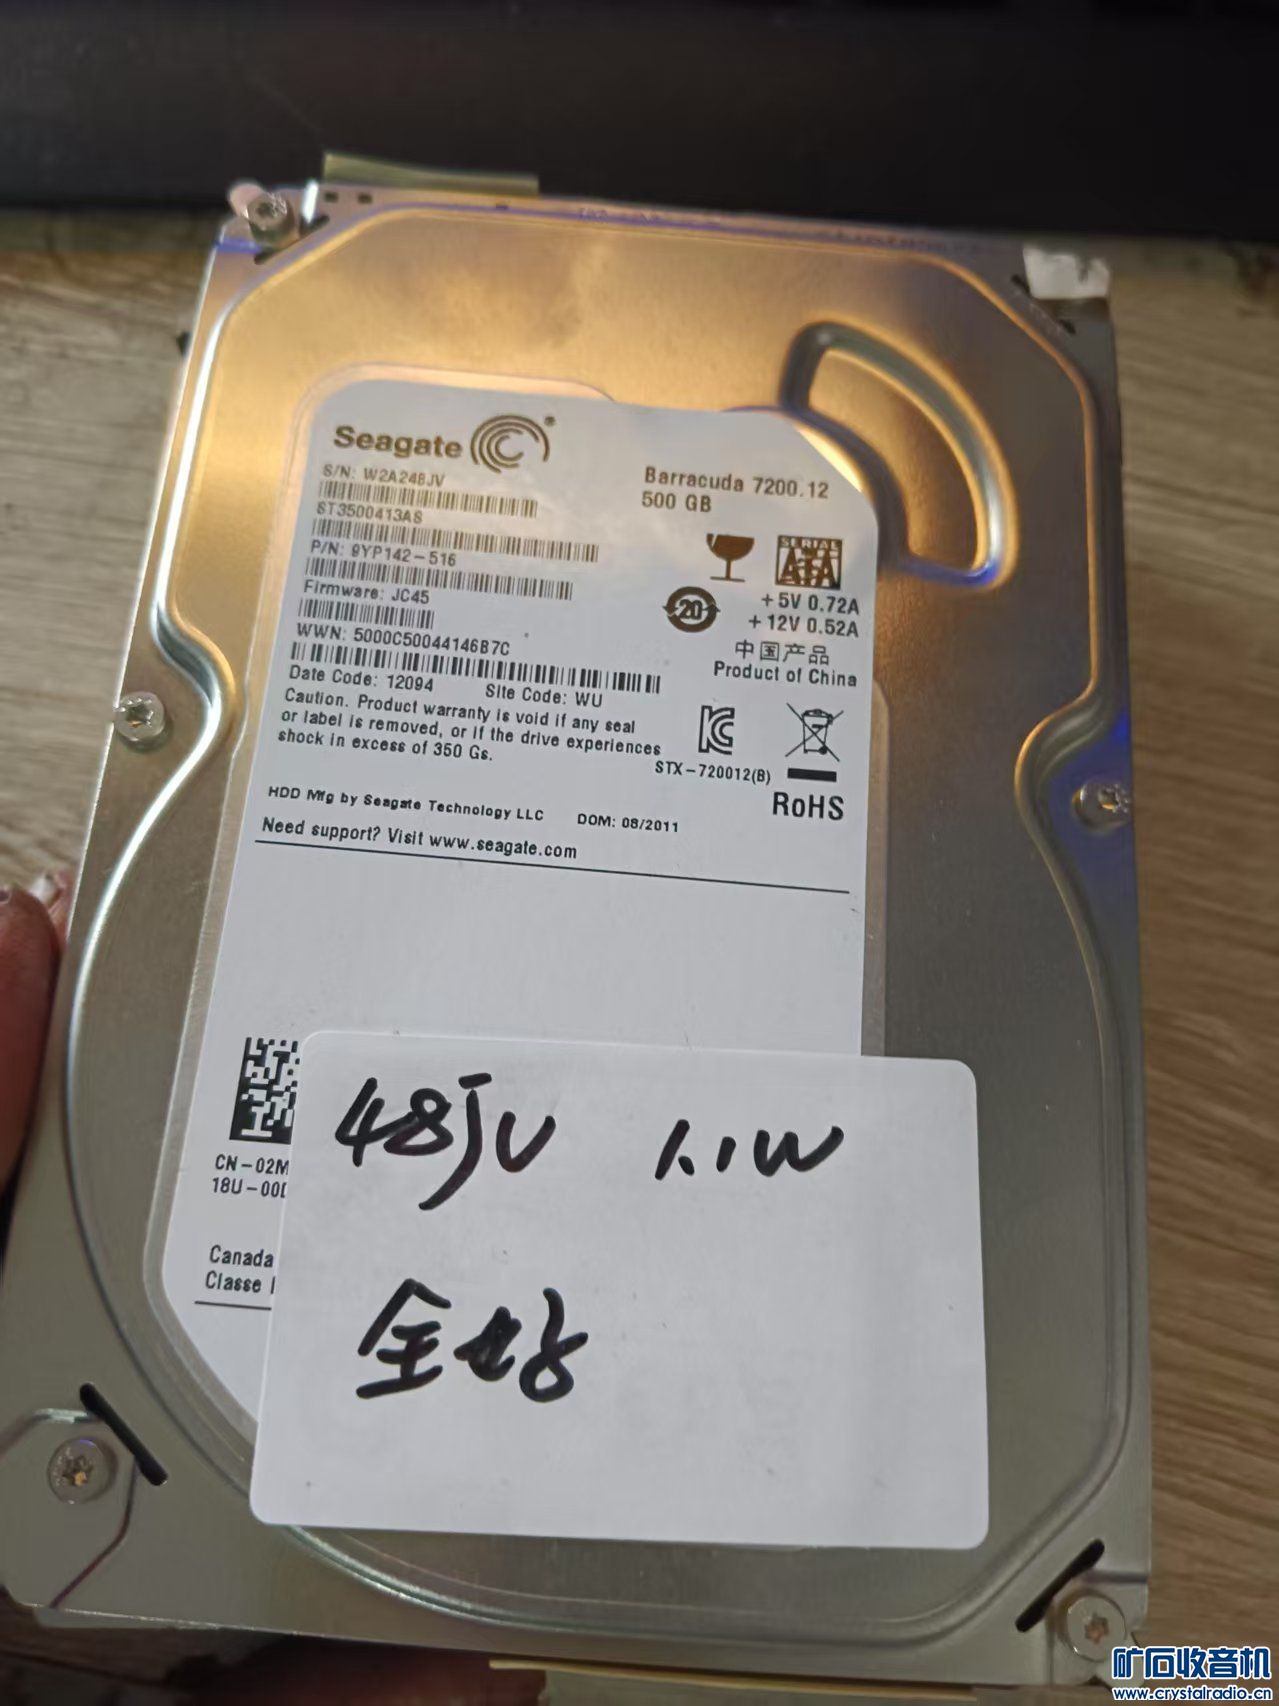 Seagate
S/N: W2A248JV
ST3500413AS
P/N: 9YP142-516
Firmware: JC45
WWN: 5000C50044146B7C
Date Code: 12094 Site Code: WU
Caution. Product warranty is void if any seal
or label is removed, or if the drive experiences
shock in excess of 350 Gs.
HDD Mfg by Seagate Technology LLC DOM: 08/2011
Need support? Visit www.seagate.com
Barracuda 7200.12
500 GB
SERIAL
ATA
20
+5V 0.72A
+12V 0.52A
中国产品
Product of China
STX-720012(B)
RoHS
CN-02M
18U-00
Canada
Classe
48JV 1.1W
全
矿石收音机
www.crystalradio.cn